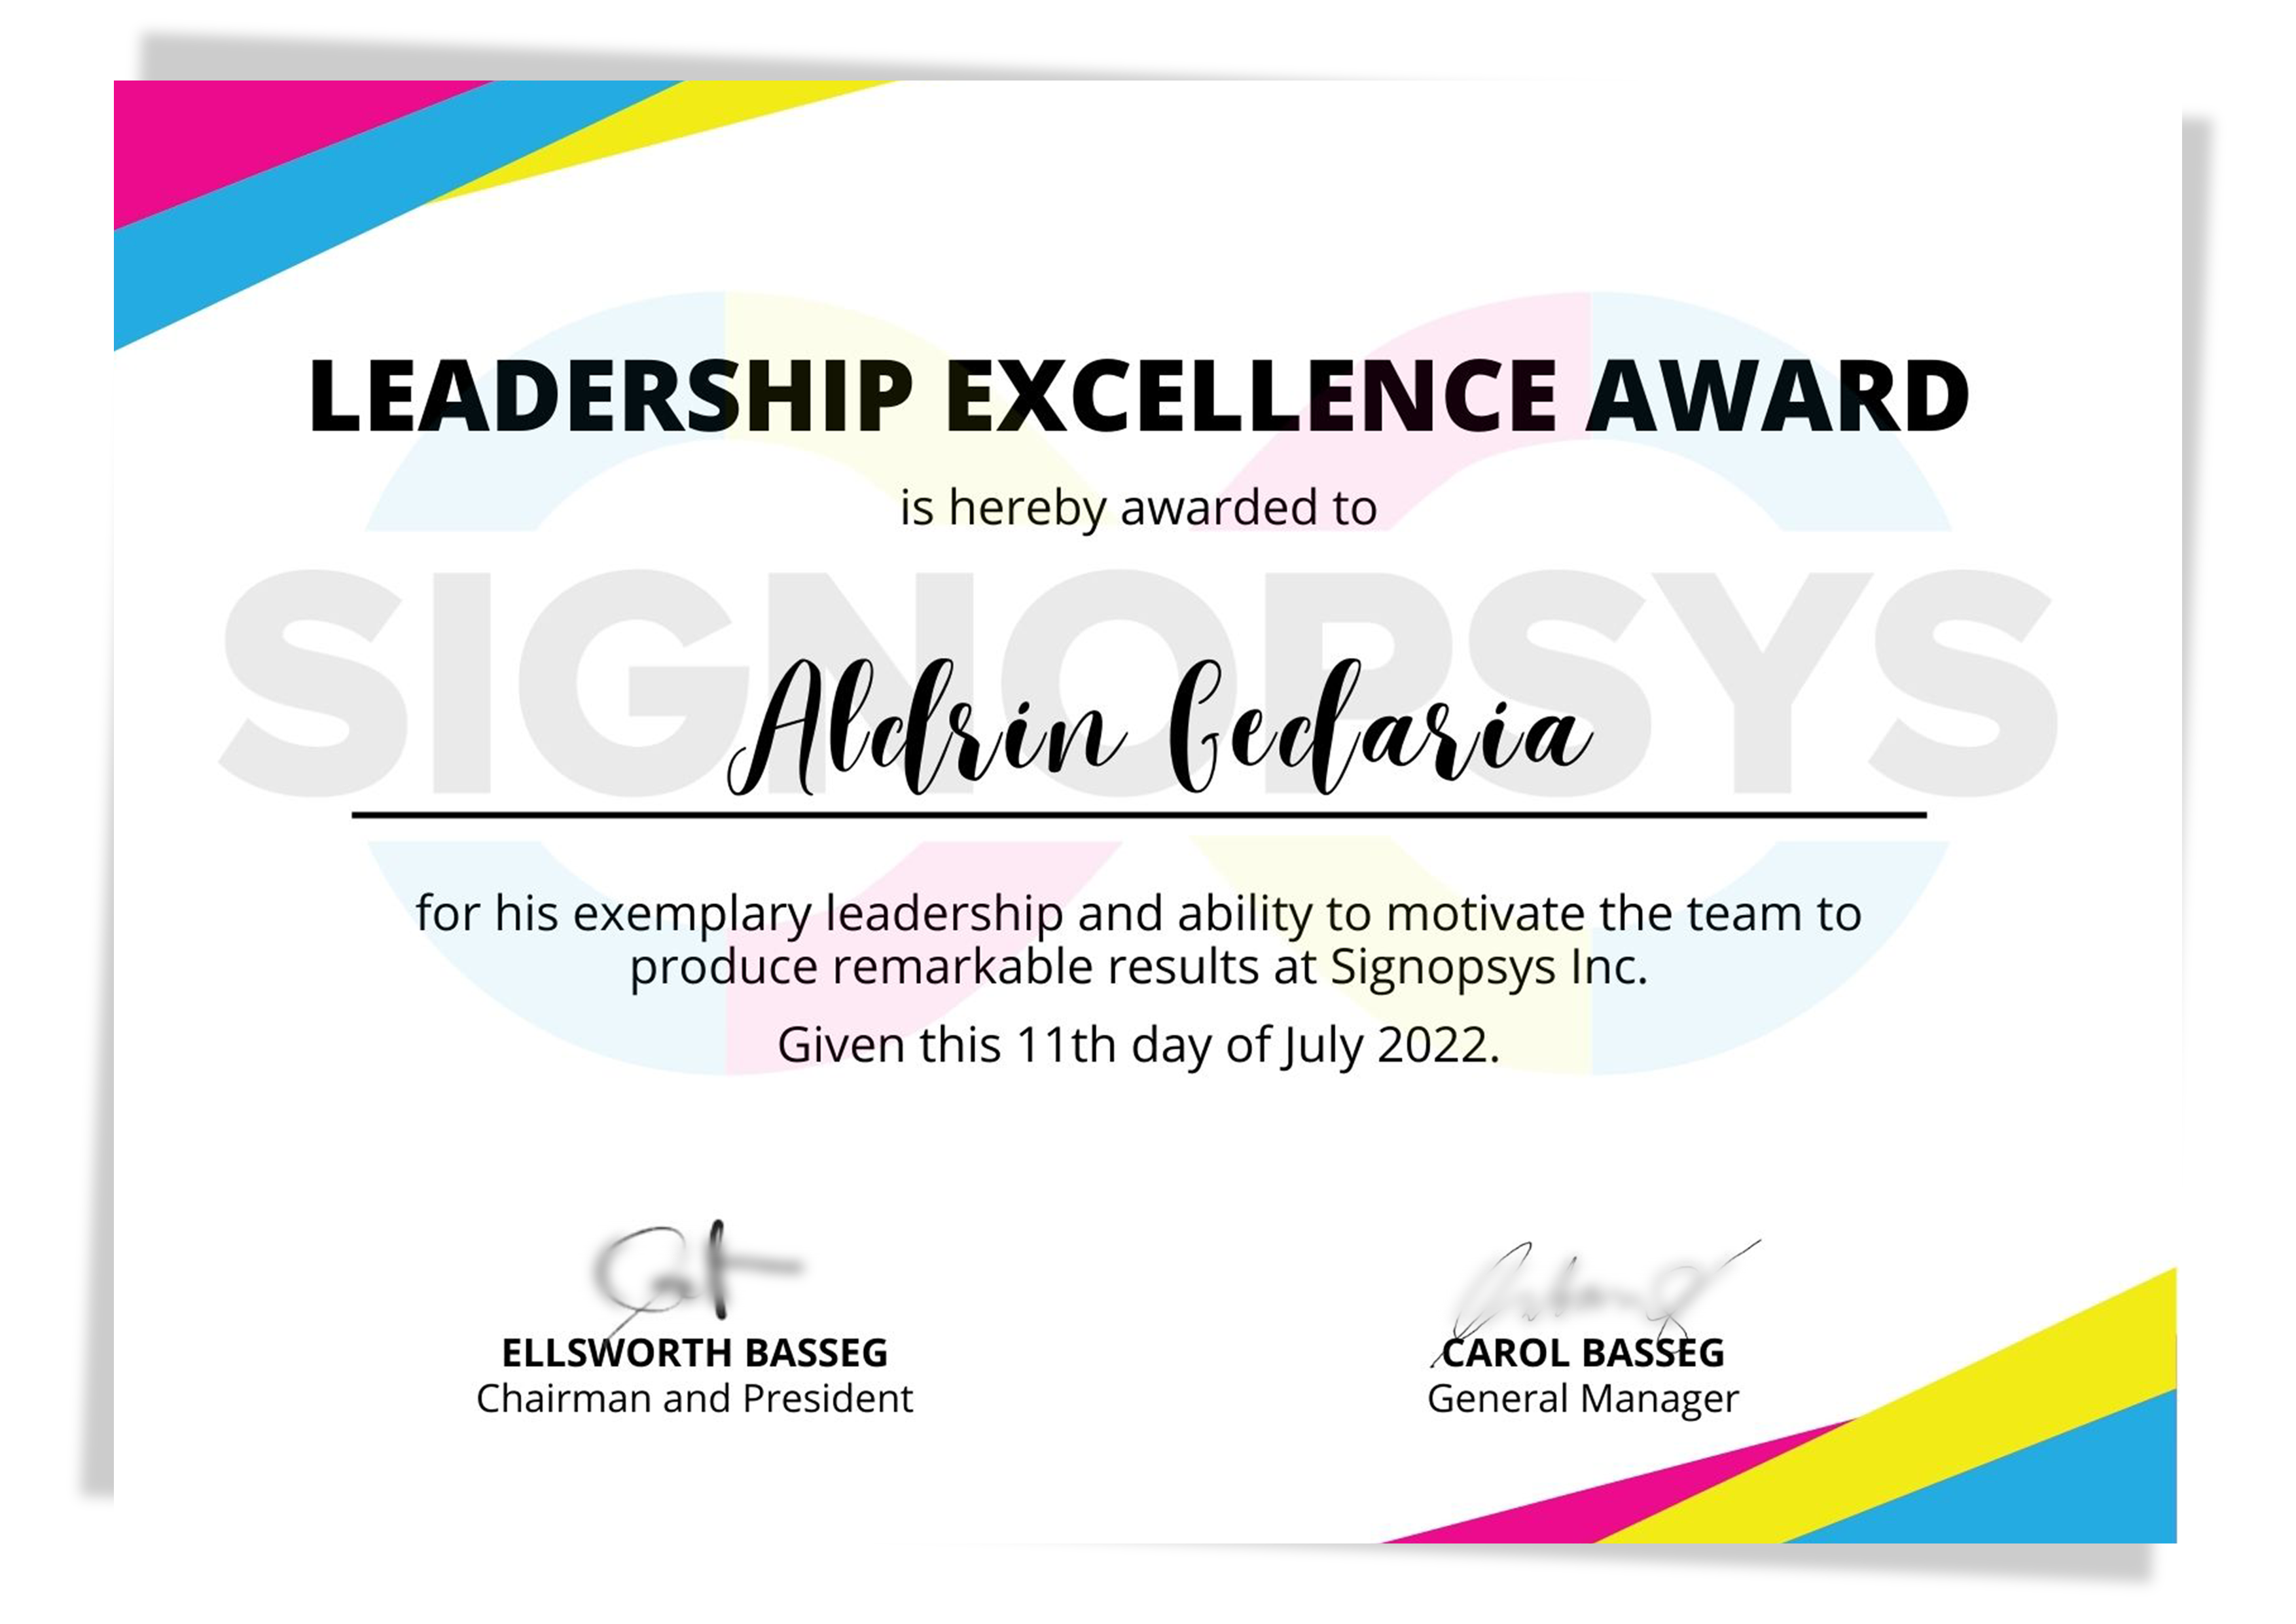 LEADERSHIP EXCELLENCE AWARD
is hereby awarded to
SIGNOPSYS
Aldrin Gedaria
for his exemplary leadership and ability to motivate the team to
produce remarkable results at Signopsys Inc.
Given this 11th day of July 2022.
ELLSWORTH BASSEG
Chairman and President
CAROL BASSEG
General Manager